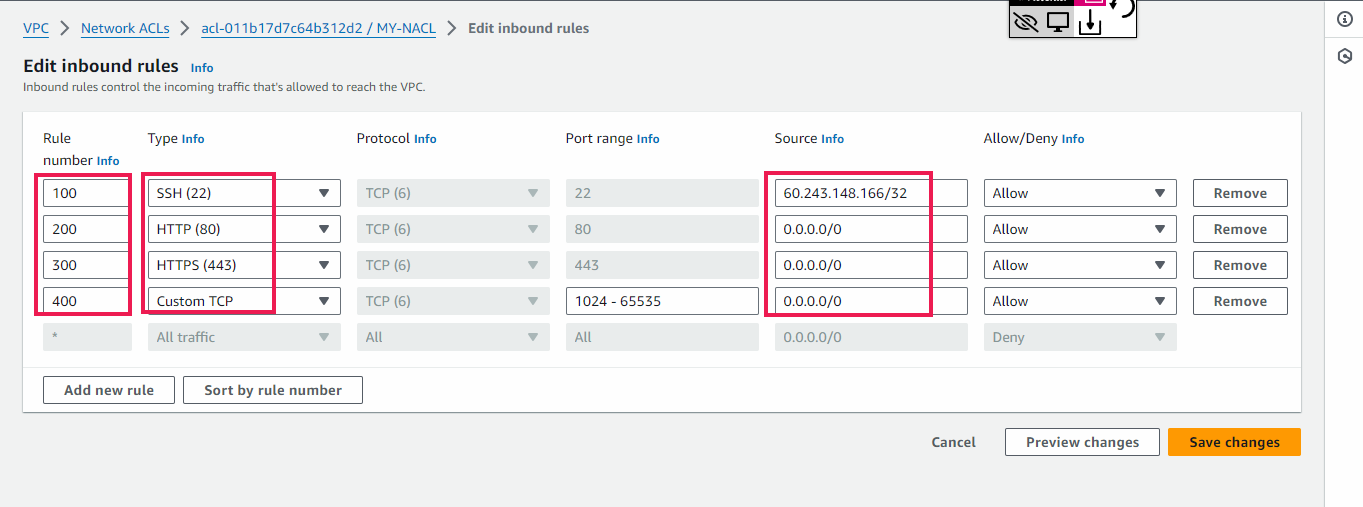 VPC > Network ACLs > acl-011b17d7c64b312d2 / MY-NACL > Edit inbound rules
Edit inbound rules Info
Inbound rules control the incoming traffic that's allowed to reach the VPC.
Rule number Info Type Info Protocol Info Port range Info Source Info Allow/Deny Info
100 SSH (22) TCP (6) 22 60.243.148.166/32 Allow Remove
200 HTTP (80) TCP (6) 80 0.0.0.0/0 Allow Remove
300 HTTPS (443) TCP (6) 443 0.0.0.0/0 Allow Remove
400 Custom TCP TCP (6) 1024 - 65535 0.0.0.0/0 Allow Remove
* All traffic All All 0.0.0.0/0 Deny
Add new rule Sort by rule number
Cancel Preview changes Save changes